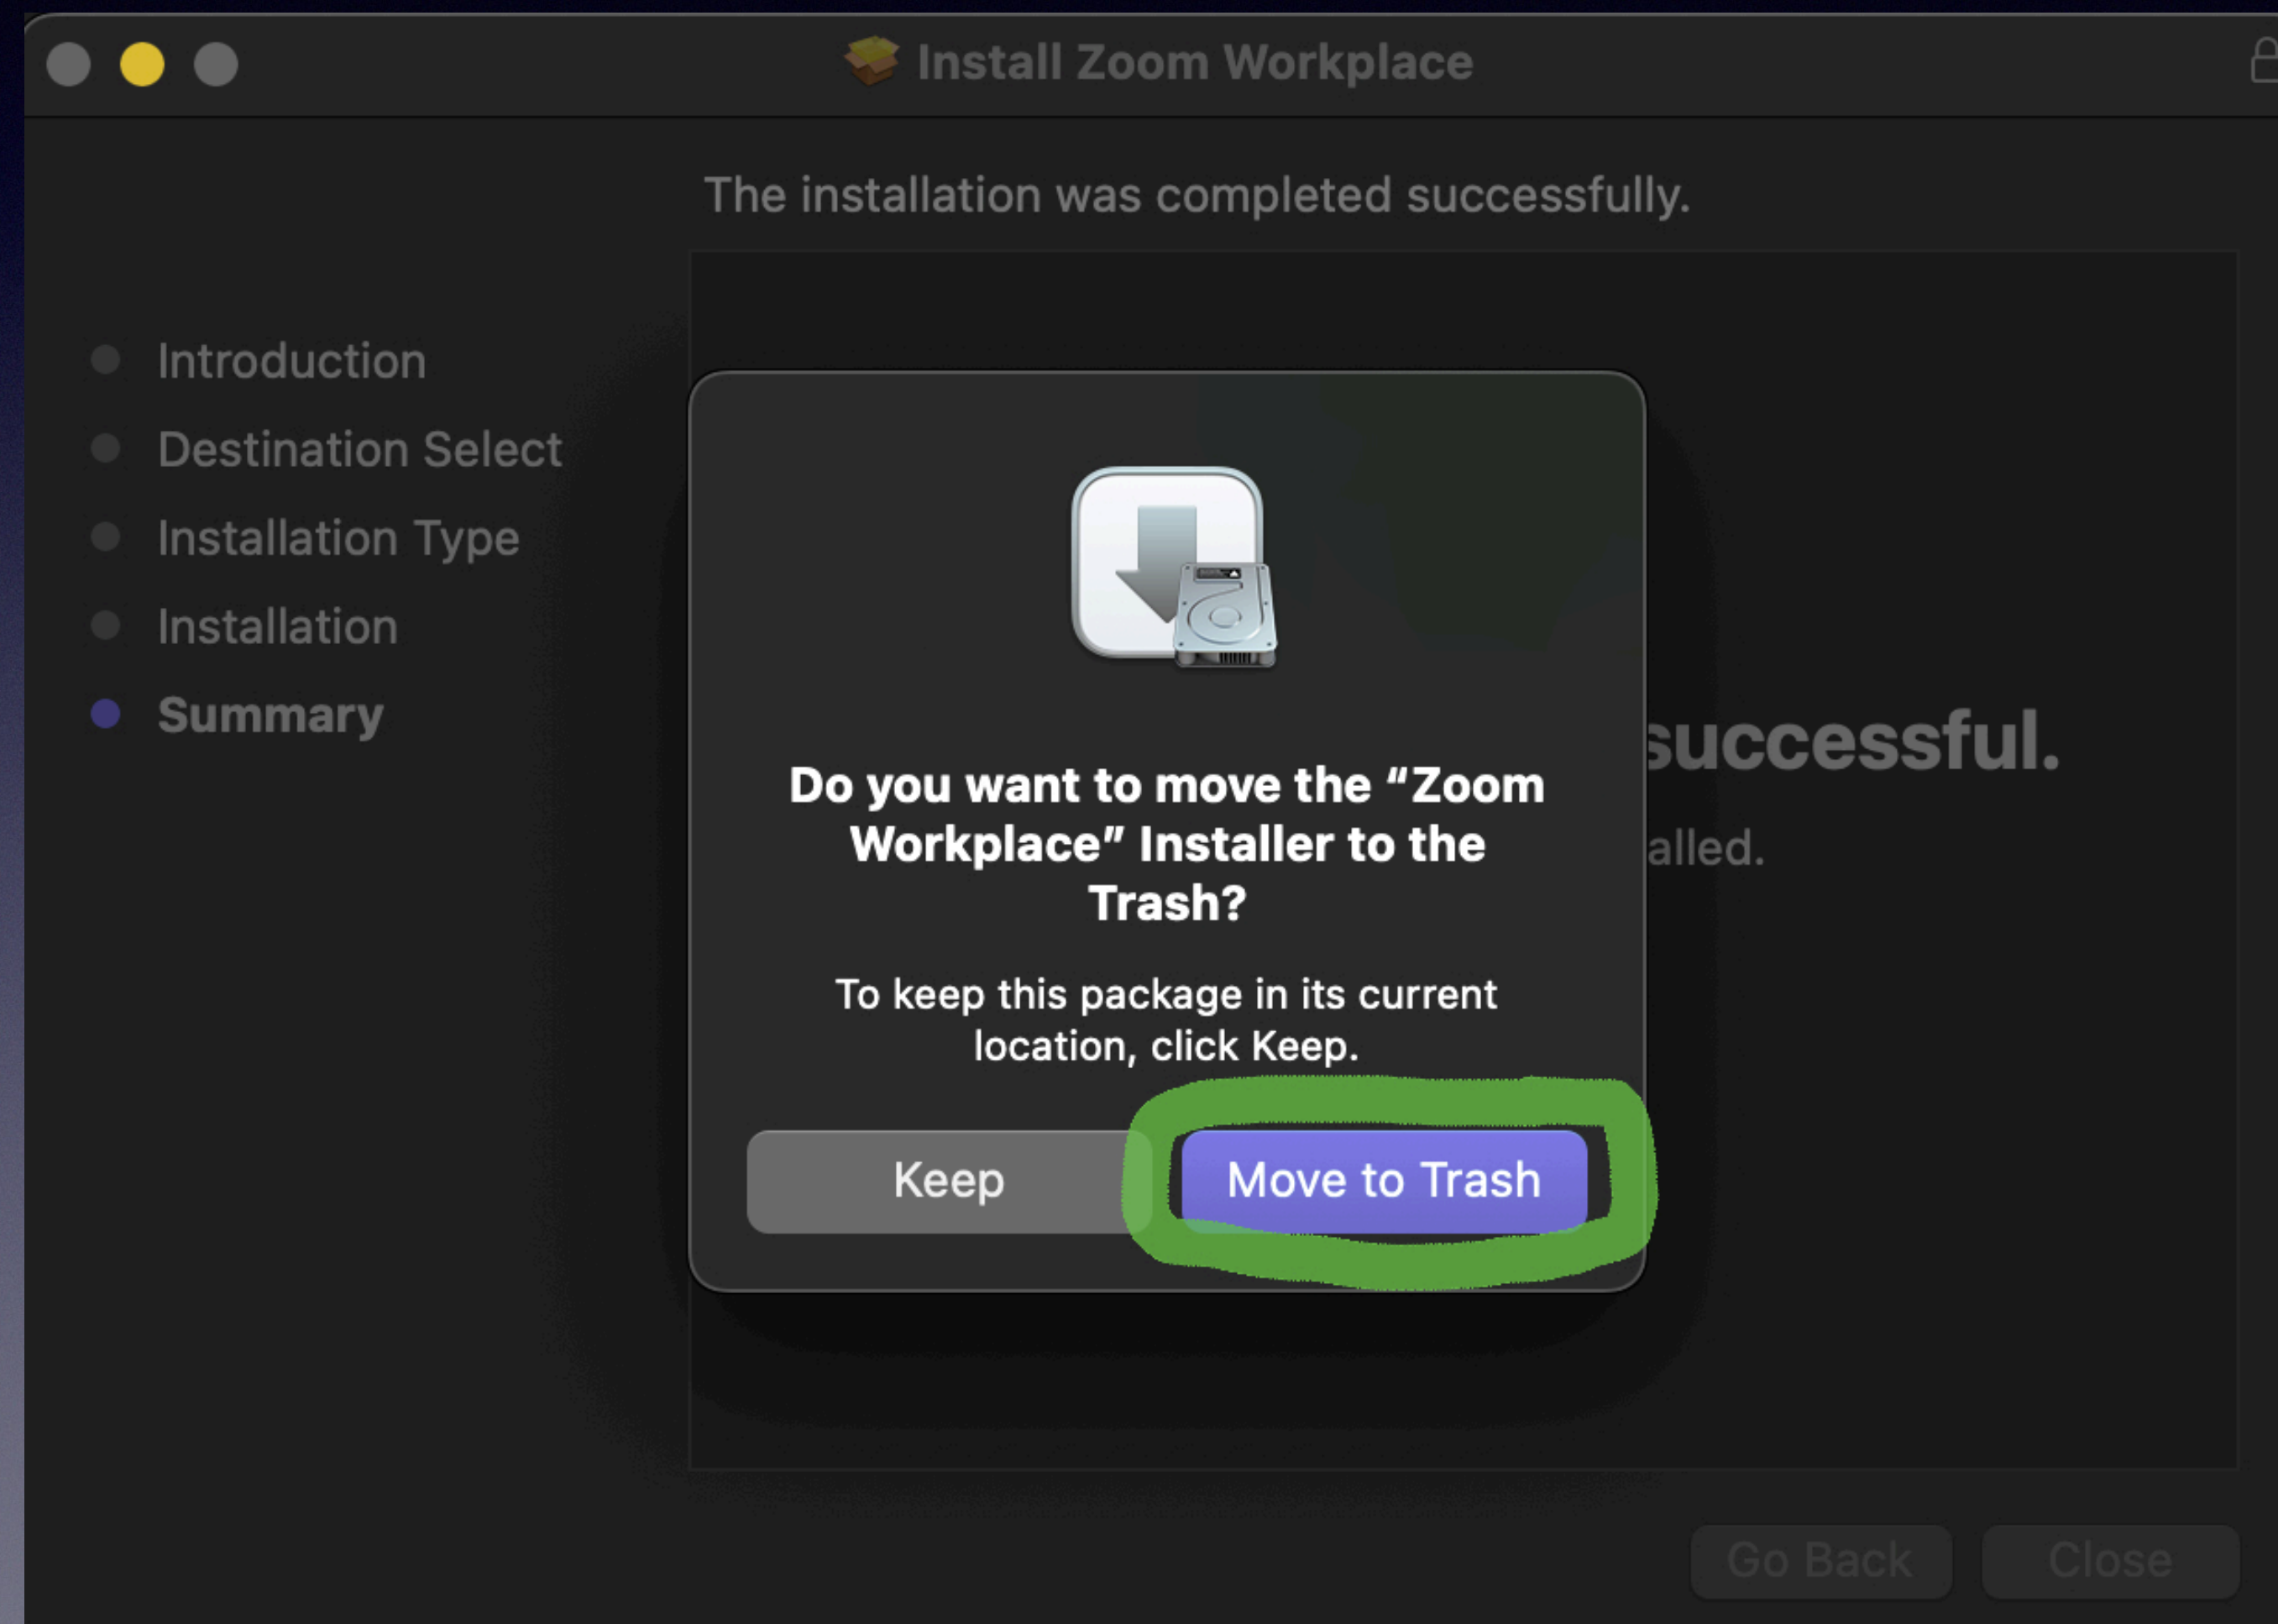 Install Zoom Workplace
The installation was completed successfully.
Introduction
Destination Select
Installation Type
Installation
Summary
successful.
alled.
Do you want to move the “Zoom
Workplace” Installer to the
Trash?
To keep this package in its current
location, click Keep.
Keep
Move to Trash
Go Back
Close